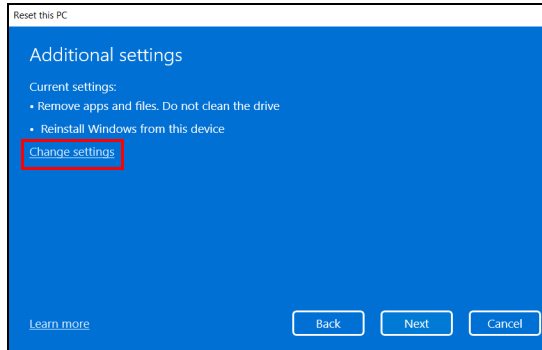 Reset this PC
Additional settings
Current settings:
• Remove apps and files. Do not clean the drive
• Reinstall Windows from this device
Change settings
Learn more
Back
Next
Cancel